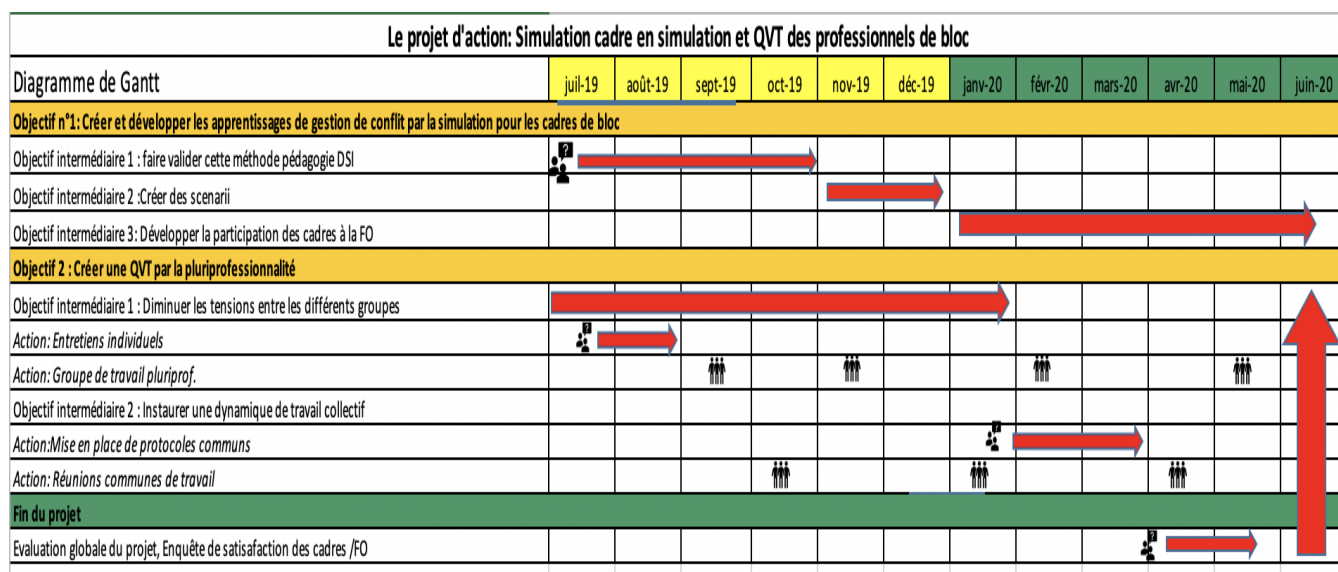 Le projet d'action: Simulation cadre en simulation et QVT des professionnels de bloc
Diagramme de Gantt juil-19 août-19 sept-19 oct-19 nov-19 déc-19 janv-20 févr-20 mars-20 avr-20 mai-20 juin-20
Objectif n°1: Créer et développer les apprentissages de gestion de conflit par la simulation pour les cadres de bloc
Objectif intermédiaire 1 : faire valider cette méthode pédagogie DSI
?
Objectif intermédiaire 2 :Créer des scenarii
Objectif intermédiaire 3: Développer la participation des cadres à la FO
Objectif 2 : Créer une QVT par la pluriprofessionnalité
Objectif intermédiaire 1 : Diminuer les tensions entre les différents groupes
Action: Entretiens individuels
?
Action: Groupe de travail pluriprof.
Objectif intermédiaire 2 : Instaurer une dynamique de travail collectif
Action:Mise en place de protocoles communs
?
Action: Réunions communes de travail
Fin du projet
Evaluation globale du projet, Enquête de satisafaction des cadres /FO
?